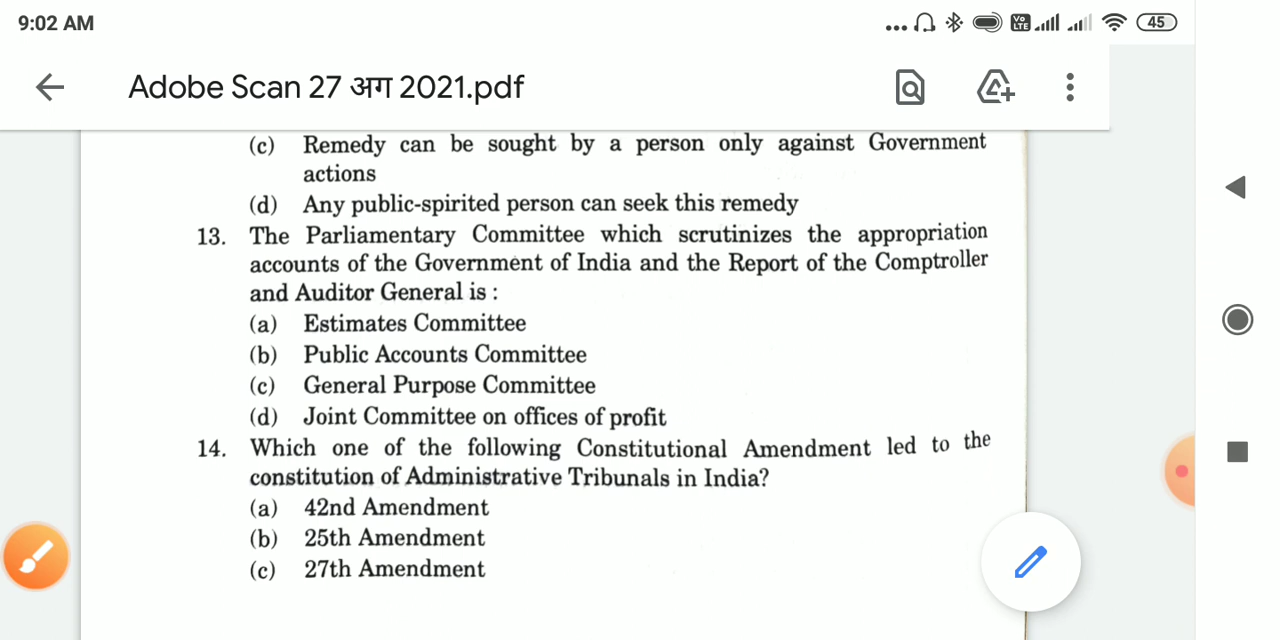 9:02 AM
Vo LTE
45
Adobe Scan 27 अग 2021.pdf
(c) Remedy can be sought by a person only against Government
actions
(d) Any public-spirited person can seek this remedy
13. The Parliamentary Committee which scrutinizes the appropriation
accounts of the Government of India and the Report of the Comptroller
and Auditor General is :
(a) Estimates Committee
(b) Public Accounts Committee
(c) General Purpose Committee
(d) Joint Committee on offices of profit
14. Which one of the following Constitutional Amendment led to the
constitution of Administrative Tribunals in India?
(a) 42nd Amendment
(b) 25th Amendment
(c) 27th Amendment